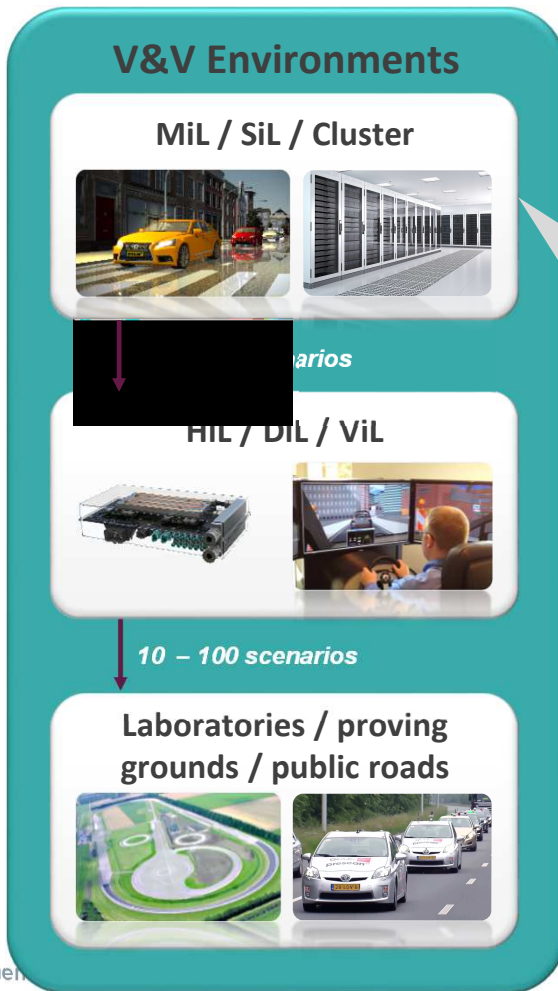 V&V Environments
MiL / SiL / Cluster
HiL / DiL / ViL
10 – 100 scenarios
Laboratories / proving
grounds / public roads